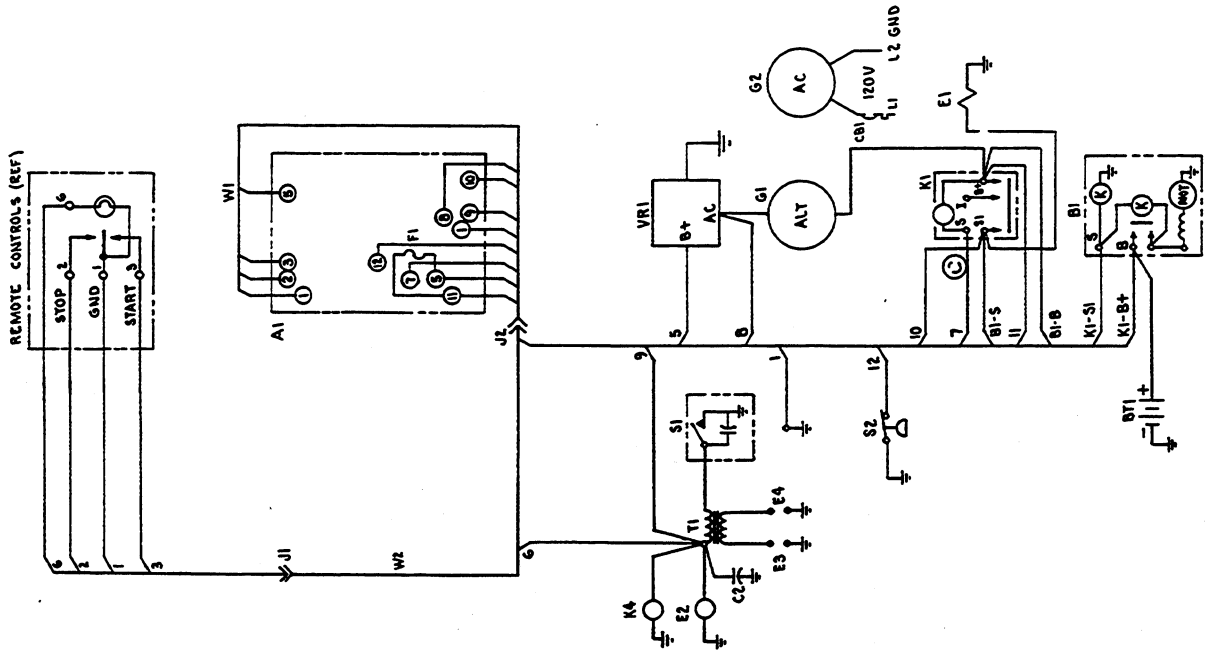 REMOTE CONTROLS (REF)
6
2
STOP
1
GND
3
START
6
2
1
3
J1
W2
6
W1
A1
15
3
2
1
12
F1
7
5
11
8
10
9
1
J2
9
5
8
1
12
10
7
B1-S
11
B1-B
K1-S1
K1-B+
VR1
B+
AC
G1
ALT
G2
AC
L2 GND
120V
L1
CB1
E1
K1
S
I
B+
S1
C
B1
S
K
B
K
MOT
BT1
+
−
S1
S2
T1
E4
E3
C2
K4
E2